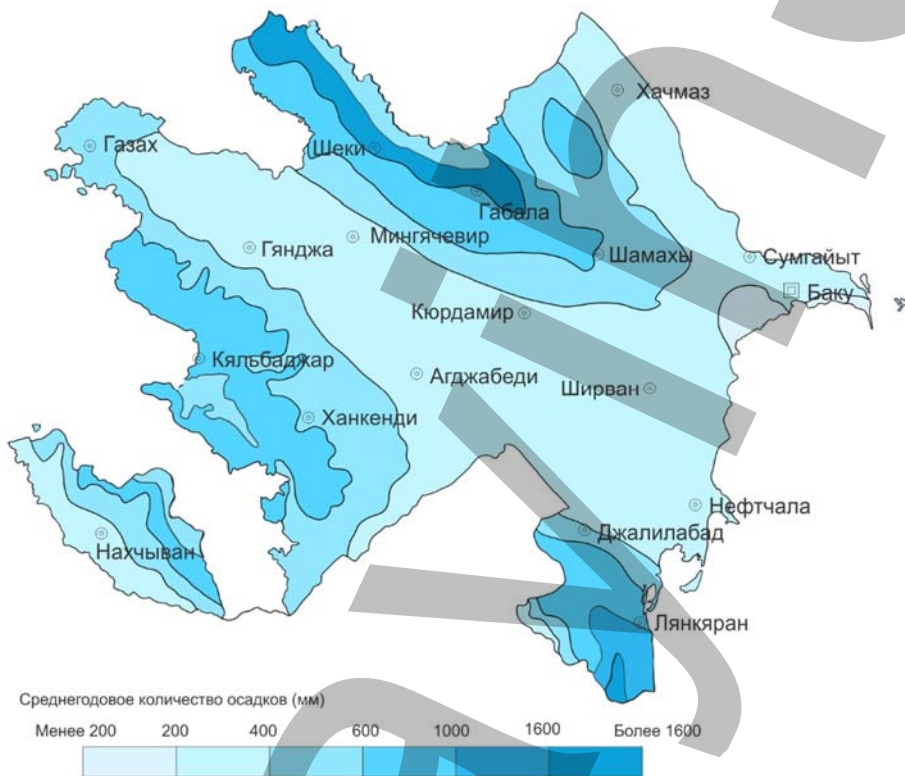 Хачмаз
Газах
Шеки
Габала
Мингячевир
Гянджа
Шамахы
Сумгайыт
Баку
Кюрдамир
Кяльбаджар
Агджабеди
Ширван
Ханкенди
Нефтчала
Джалилабад
Нахчыван
Лянкяран
Среднегодовое количество осадков (мм)
Менее 200 200 400 600 1000 1600 Более 1600